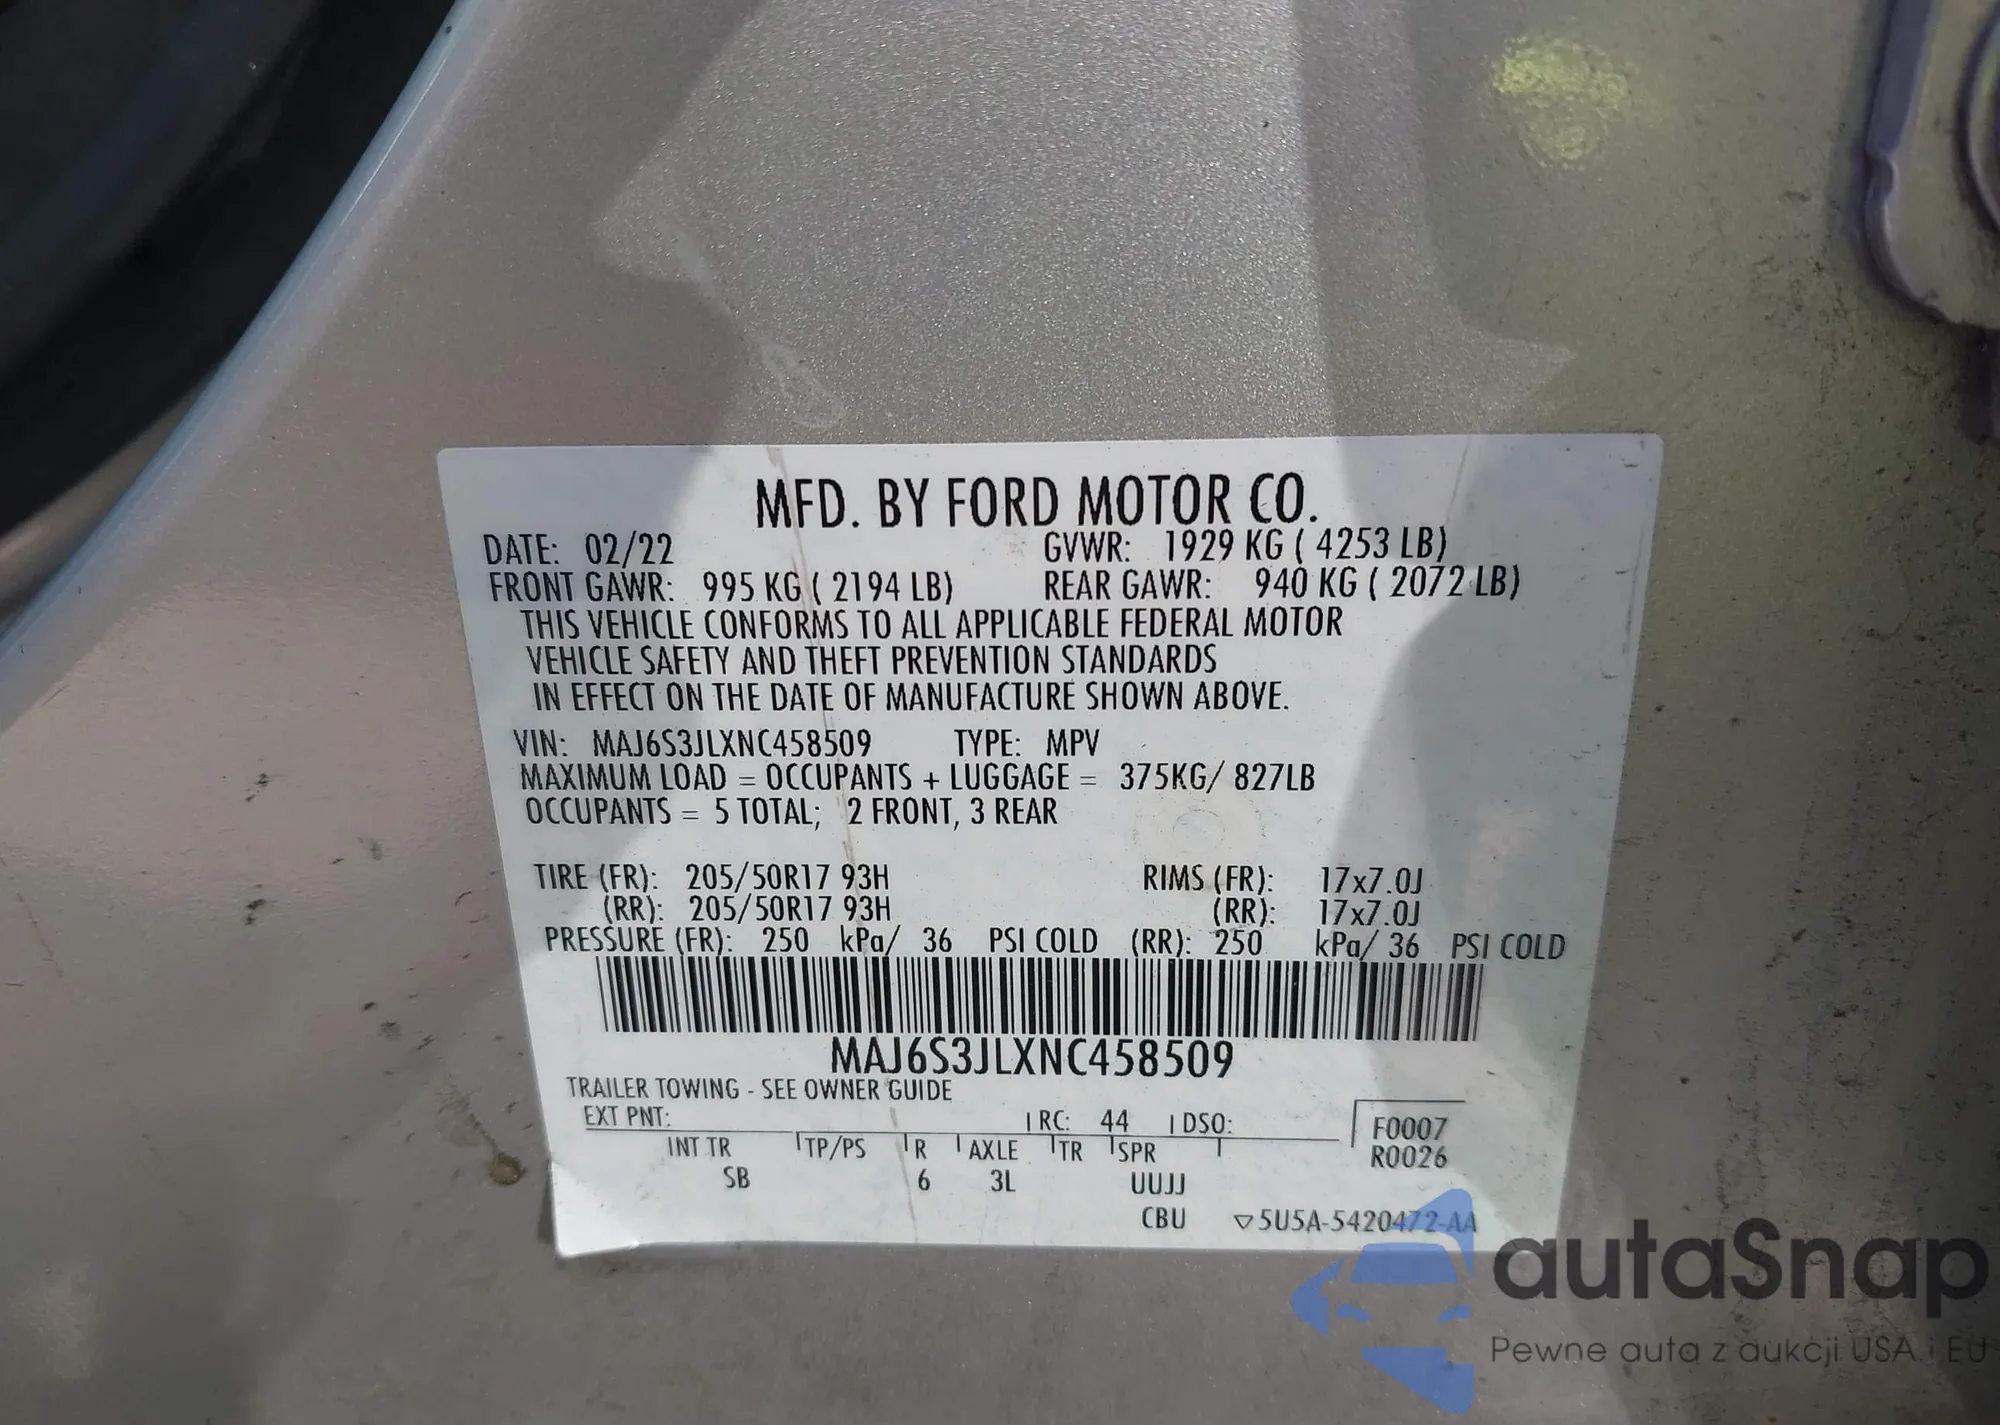 MFD. BY FORD MOTOR CO.
DATE: 02/22 GVWR: 1929 KG ( 4253 LB)
FRONT GAWR: 995 KG ( 2194 LB) REAR GAWR: 940 KG ( 2072 LB)
THIS VEHICLE CONFORMS TO ALL APPLICABLE FEDERAL MOTOR
VEHICLE SAFETY AND THEFT PREVENTION STANDARDS
IN EFFECT ON THE DATE OF MANUFACTURE SHOWN ABOVE.
VIN: MAJ6S3JLXNC458509 TYPE: MPV
MAXIMUM LOAD = OCCUPANTS + LUGGAGE = 375KG/ 827LB
OCCUPANTS = 5 TOTAL; 2 FRONT, 3 REAR
TIRE (FR): 205/50R17 93H RIMS (FR): 17x7.0J
(RR): 205/50R17 93H (RR): 17x7.0J
PRESSURE (FR): 250 kPa/ 36 PSI COLD (RR): 250 kPa/ 36 PSI COLD
MAJ6S3JLXNC458509
TRAILER TOWING - SEE OWNER GUIDE
EXT PNT: RC: 44 DSO: F0007
INT TR TP/PS R AXLE TR SPR R0026
SB 6 3L UUJJ
CBU ▽5U5A-5420472-AA
autaSnap
Pewne auta z aukcji USA i EU